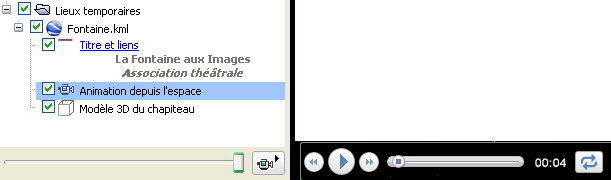 Lieux temporaires
Fontaine.kml
Titre et liens
La Fontaine aux Images
Association théâtrale
Animation depuis l'espace
Modèle 3D du chapiteau
00:04